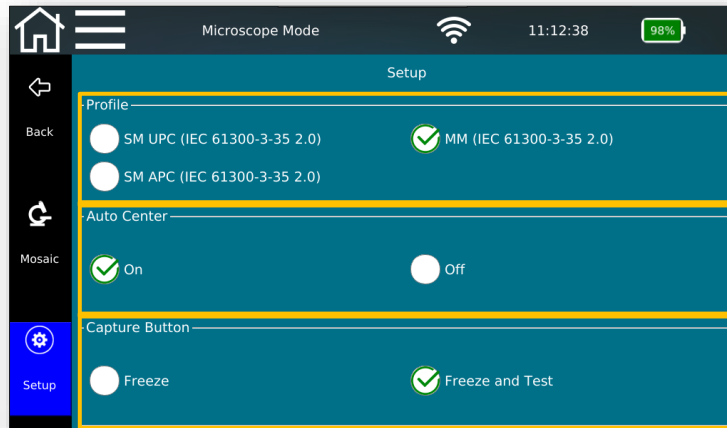 Microscope Mode 11:12:38 98%
Setup
Back
Profile
SM UPC (IEC 61300-3-35 2.0) MM (IEC 61300-3-35 2.0)
SM APC (IEC 61300-3-35 2.0)
Mosaic
Auto Center
On Off
Setup
Capture Button
Freeze Freeze and Test